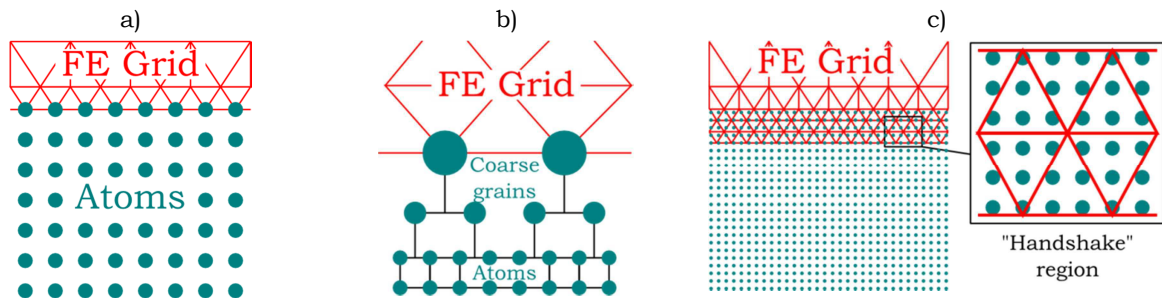 a)
FE Grid
Atoms
b)
FE Grid
Coarse
grains
Atoms
c)
FE Grid
"Handshake"
region